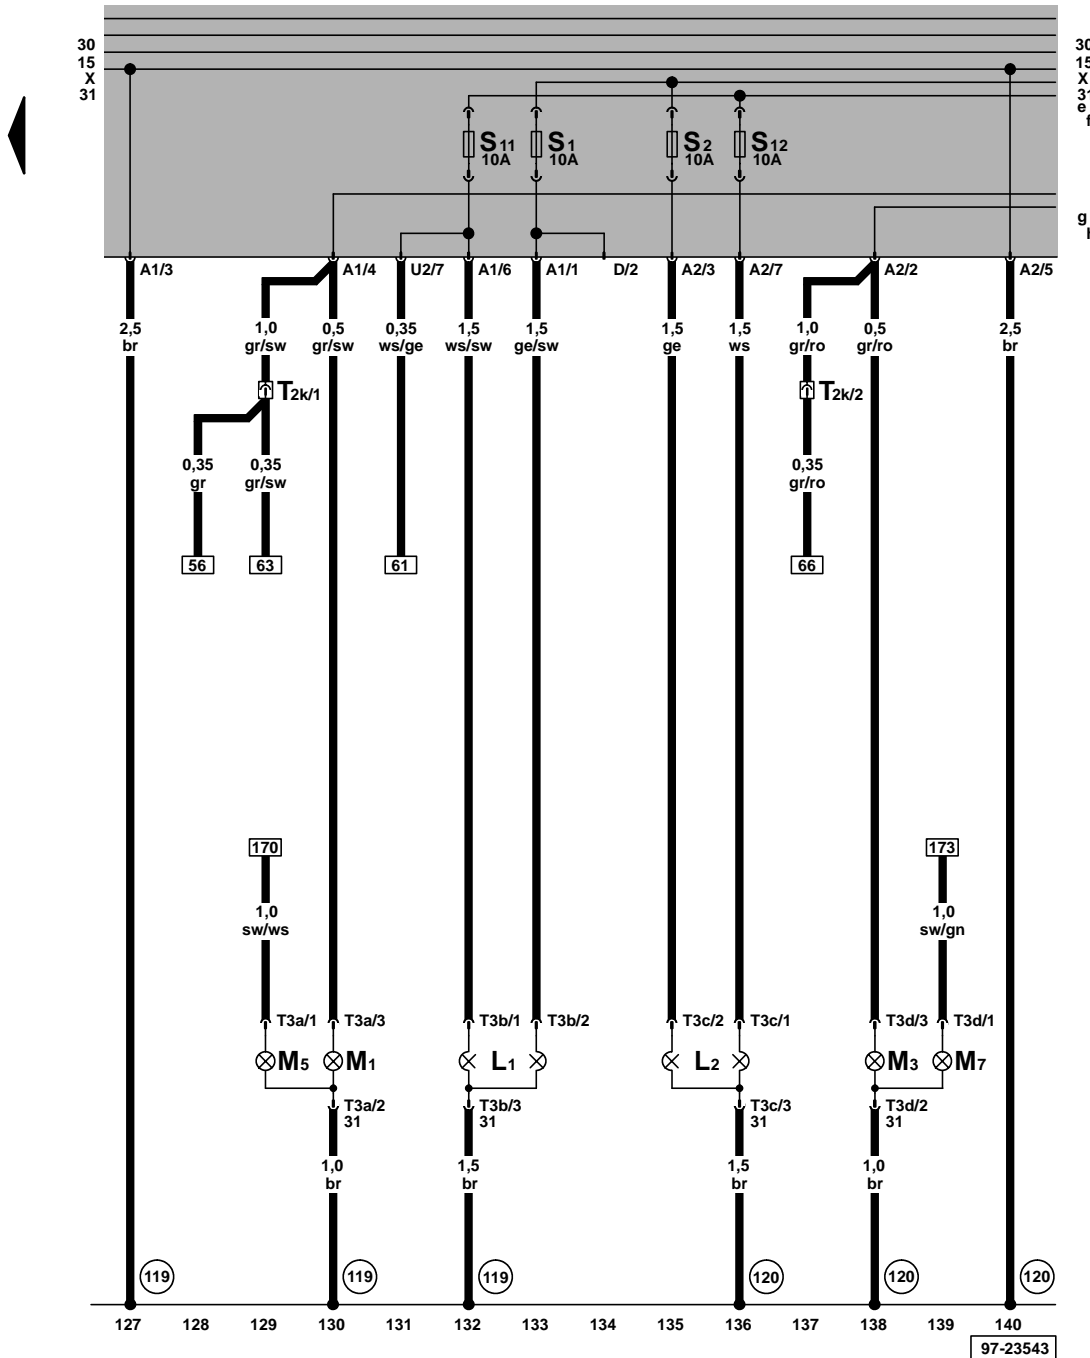 30
30
15
15
X
X
31
31
e
f
S11
10A
S1
10A
S2
10A
S12
10A
g
A1/3
A1/4
U2/7
A1/6
A1/1
D/2
A2/3
A2/7
A2/2
A2/5
2,5
br
1,0
gr/sw
0,5
gr/sw
0,35
ws/ge
1,5
ws/sw
1,5
ge/sw
1,5
ge
1,5
ws
1,0
gr/ro
0,5
gr/ro
2,5
br
T2k/1
T2k/2
0,35
gr
0,35
gr/sw
0,35
gr/ro
56
63
61
66
170
173
1,0
sw/ws
1,0
sw/gn
T3a/1
T3a/3
T3b/1
T3b/2
T3c/2
T3c/1
T3d/3
T3d/1
M5
M1
L1
L2
M3
M7
T3a/2
31
T3b/3
31
T3c/3
31
T3d/2
31
1,0
br
1,5
br
1,5
br
1,0
br
119
119
119
120
120
120
127
128
129
130
131
132
133
134
135
136
137
138
139
140
97-23543